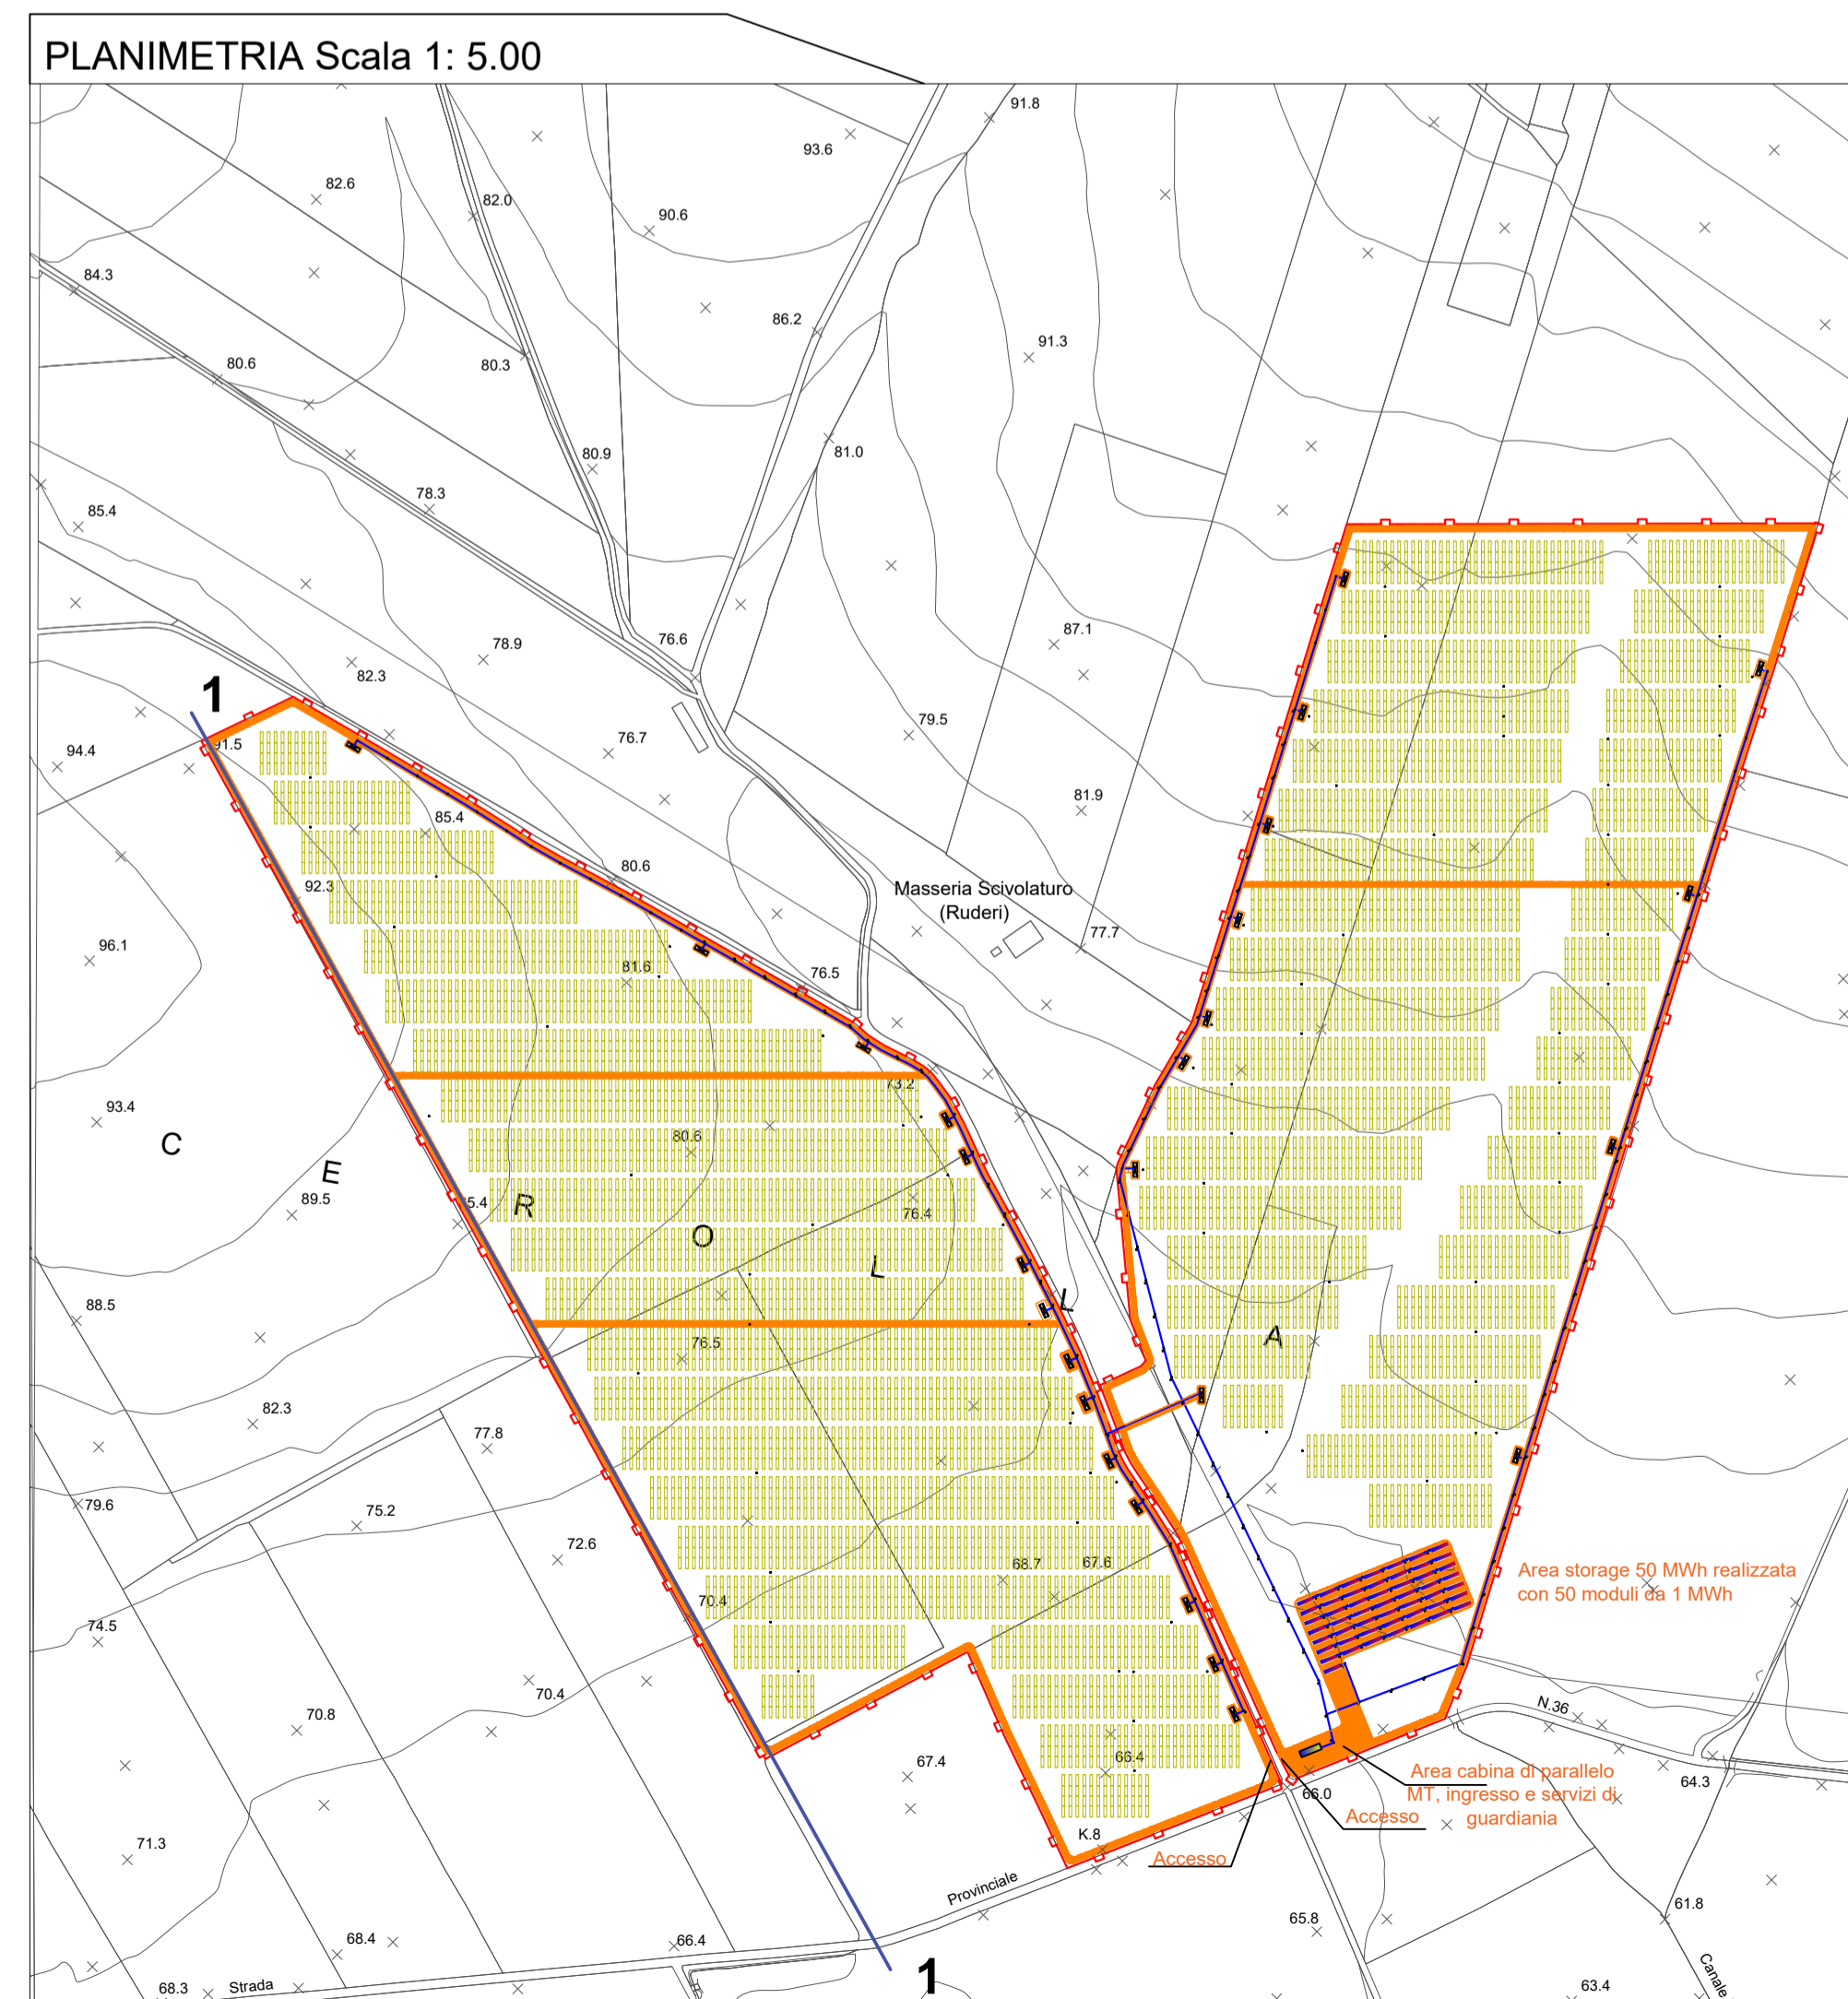 PLANIMETRIA Scala 1: 5.00
91.8
93.6
82.6
82.0
90.6
84.3
86.2
91.3
80.6
80.3
81.0
80.9
78.3
85.4
87.1
76.6
78.9
82.3
1
79.5
91.5
76.7
94.4
81.9
85.4
80.6
92.3
Masseria Scivolaturo
(Ruderi)
77.7
96.1
81.6
76.5
73.2
93.4
C
80.6
E
89.5
R
76.4
O
L
L
88.5
A
76.5
82.3
77.8
79.6
75.2
72.6
68.7
67.6
Area storage 50 MWh realizzata
con 50 moduli da 1 MWh
70.4
74.5
70.4
N.36
70.8
66.4
67.4
Area cabina di parallelo
MT, ingresso e servizi di
guardiania
64.3
66.0
Accesso
K.8
71.3
Accesso
Provinciale
61.8
65.8
68.4
66.4
1
Canale
68.3
Strada
63.4